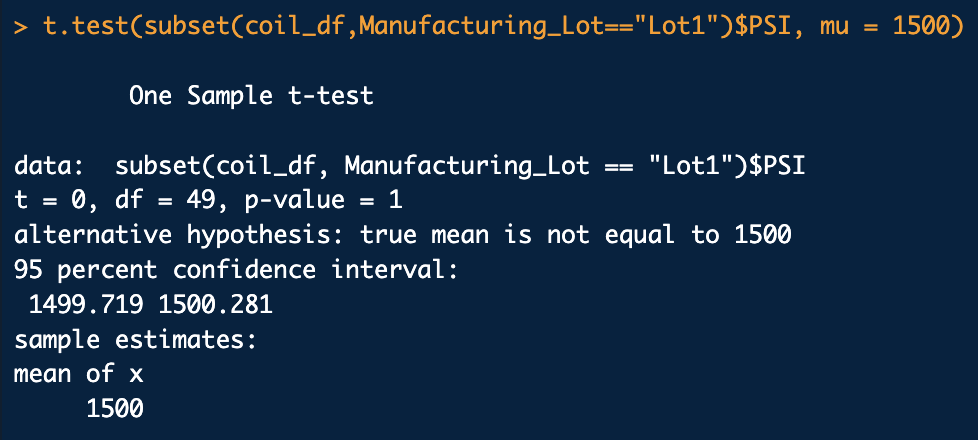 > t.test(subset(coil_df,Manufacturing_Lot=="Lot1")$PSI, mu = 1500)
One Sample t-test
data:  subset(coil_df, Manufacturing_Lot == "Lot1")$PSI
t = 0, df = 49, p-value = 1
alternative hypothesis: true mean is not equal to 1500
95 percent confidence interval:
1499.719 1500.281
sample estimates:
mean of x
1500